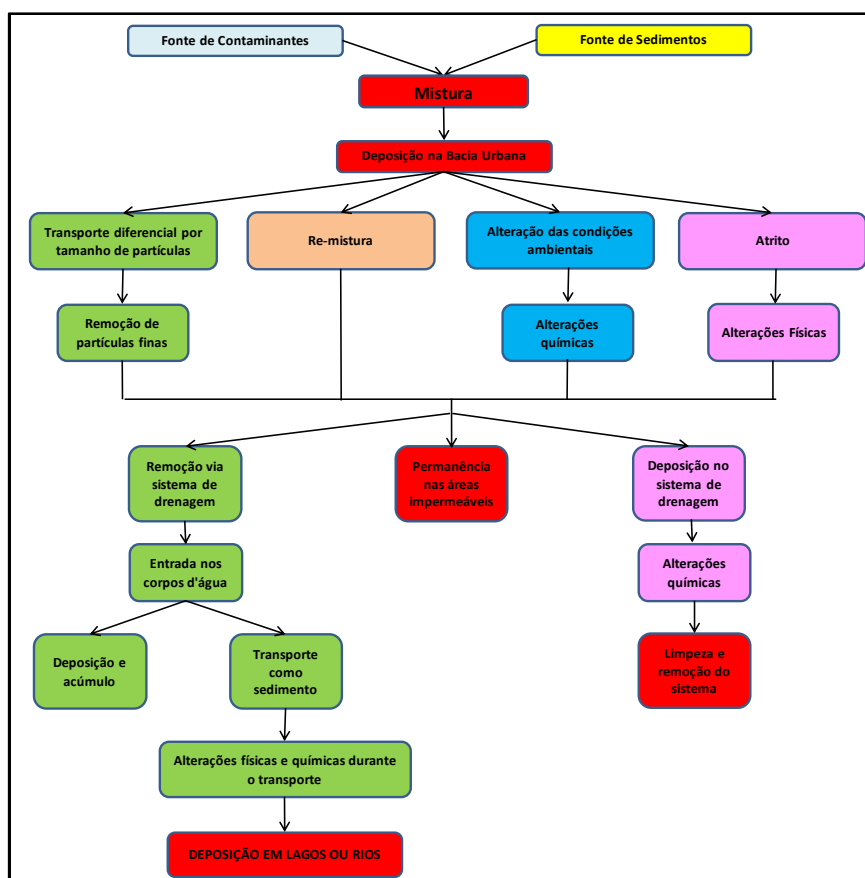 Fonte de Contaminantes
Fonte de Sedimentos
Mistura
Deposição na Bacia Urbana
Transporte diferencial por
tamanho de partículas
Re-mistura
Alteração das condições
ambientais
Atrito
Remoção de
partículas finas
Alterações
químicas
Alterações Físicas
Remoção via
sistema de
drenagem
Permanência
nas áreas
impermeáveis
Deposição no
sistema de
drenagem
Entrada nos
corpos d'água
Alterações
químicas
Deposição e
acúmulo
Transporte
como
sedimento
Limpeza e
remoção do
sistema
Alterações físicas e químicas durante
o transporte
DEPOSIÇÃO EM LAGOS OU RIOS